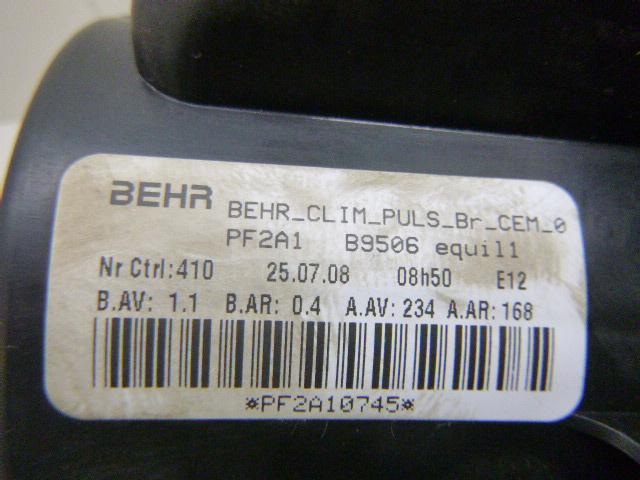 BEHR BEHR_CLIM_PULS_Br_CEM_0
PF2A1 B9506 equil1
Nr Ctrl:410 25.07.08 08h50 E12
B.AV: 1.1 B.AR: 0.4 A.AV: 234 A.AR: 168
*PF2A10745*